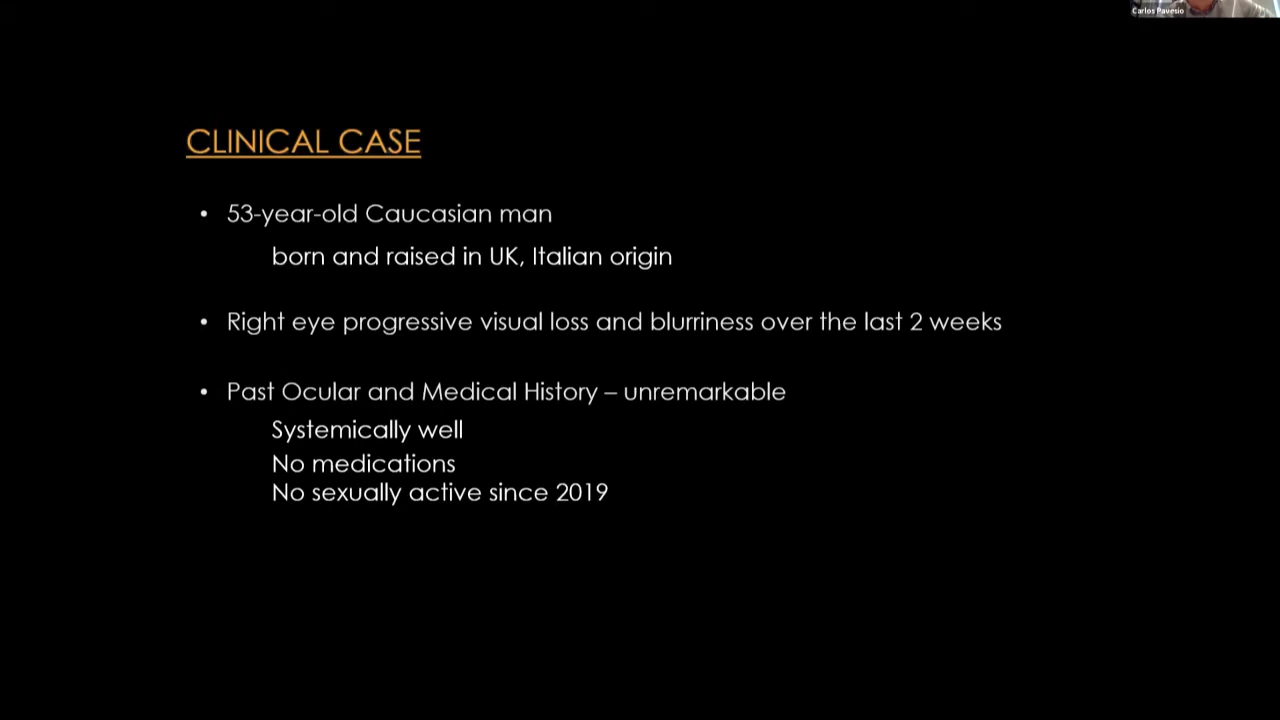 Carlos Pavesio
CLINICAL CASE
• 53-year-old Caucasian man
born and raised in UK, Italian origin
• Right eye progressive visual loss and blurriness over the last 2 weeks
• Past Ocular and Medical History – unremarkable
Systemically well
No medications
No sexually active since 2019